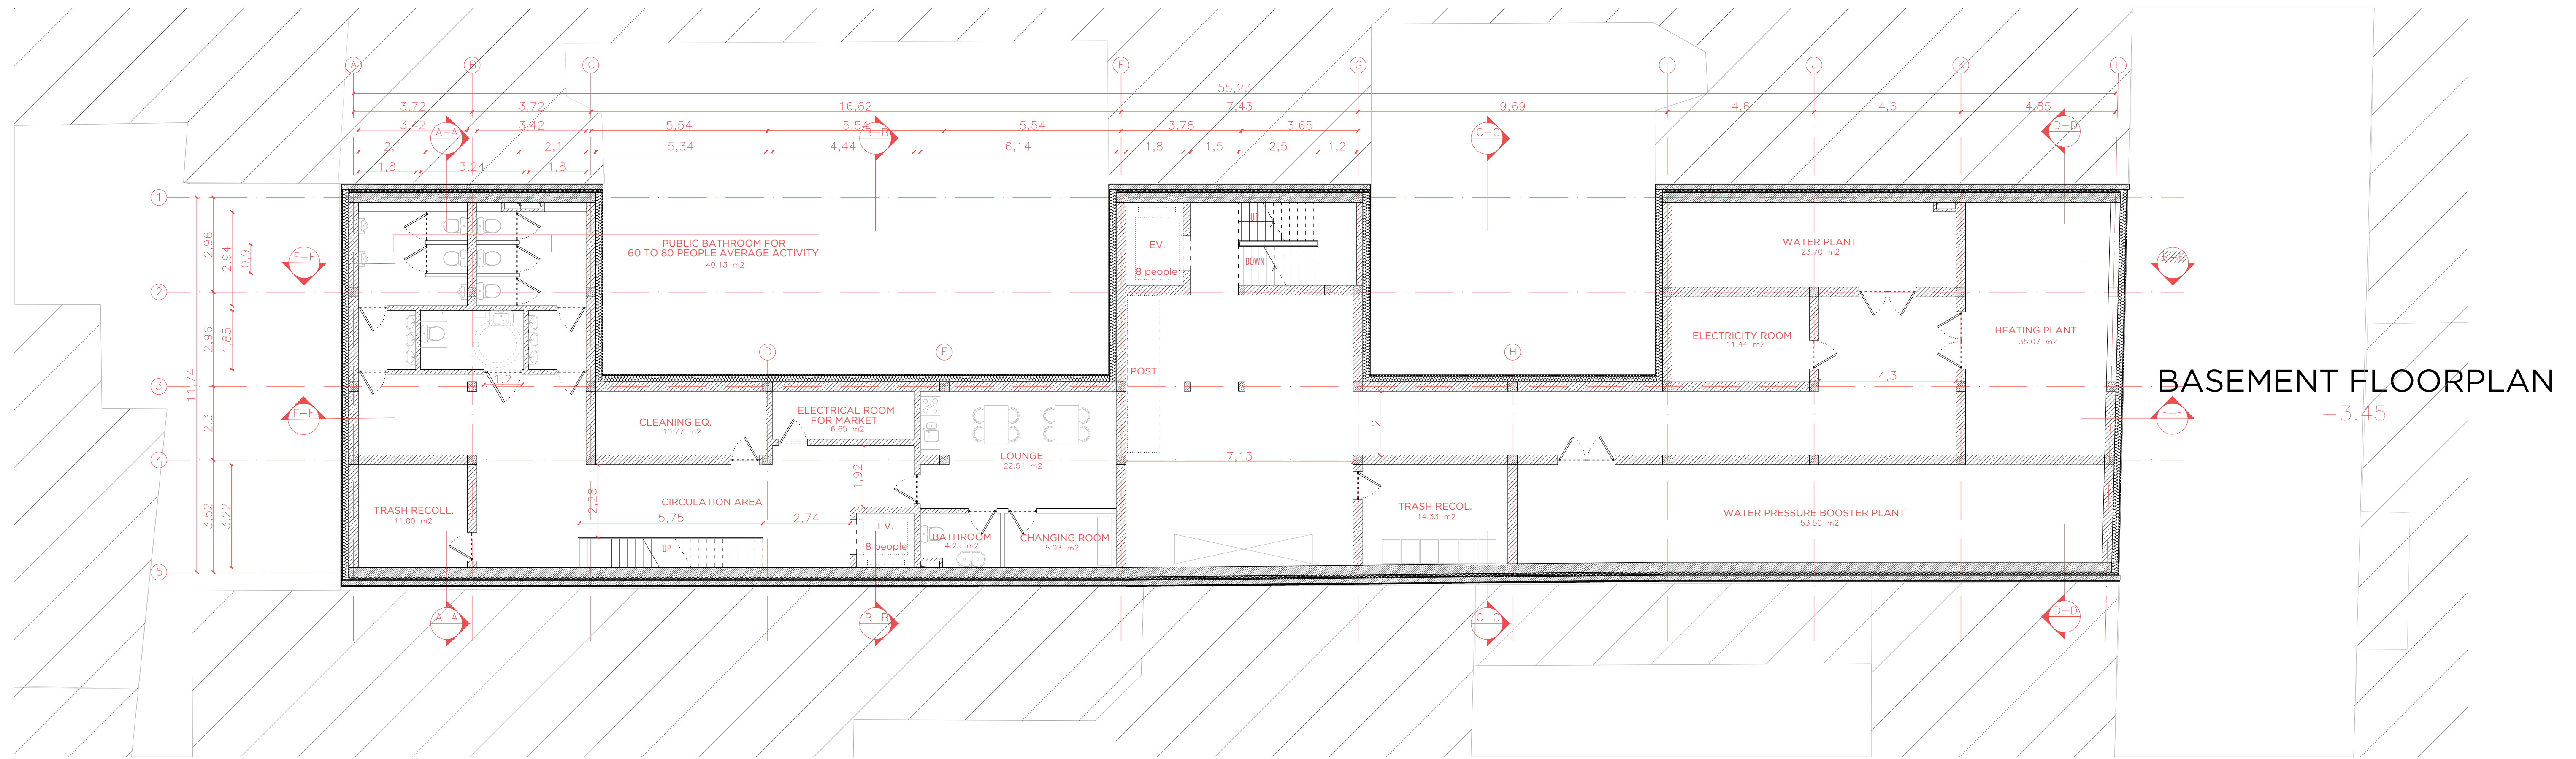 A B C F G I J K L
55,23
3,72 3,72 16,62 7,43 9,69 4,6 4,6 4,85
3,42 3,42 5,54 5,54 5,54 3,78 3,65
A-A B-B C-C D-D
2,1 2,1 5,34 4,44 6,14 1,8 1,5 2,5 1,2
1,8 3,24 1,8
1
2
3
4
5
11,74
2,96
2,96
2,3
3,52
2,94
1,85
3,22
0,9
E-E
E-E
F-F
F-F
PUBLIC BATHROOM FOR
60 TO 80 PEOPLE AVERAGE ACTIVITY
40.13 m2
EV.
8 people
UP
DOWN
WATER PLANT
23.70 m2
ELECTRICITY ROOM
11.44 m2
HEATING PLANT
35.07 m2
D E H
POST
1,2
4,3
BASEMENT FLOORPLAN
-3.45
CLEANING EQ.
10.77 m2
ELECTRICAL ROOM
FOR MARKET
6.65 m2
LOUNGE
22.51 m2
2
7,13
1,92
2,28
CIRCULATION AREA
5,75 2,74
TRASH RECOLL.
11.00 m2
UP
EV.
8 people
BATHROOM
4.25 m2
CHANGING ROOM
5.93 m2
TRASH RECOL.
14.33 m2
WATER PRESSURE BOOSTER PLANT
53.50 m2
A-A B-B C-C D-D